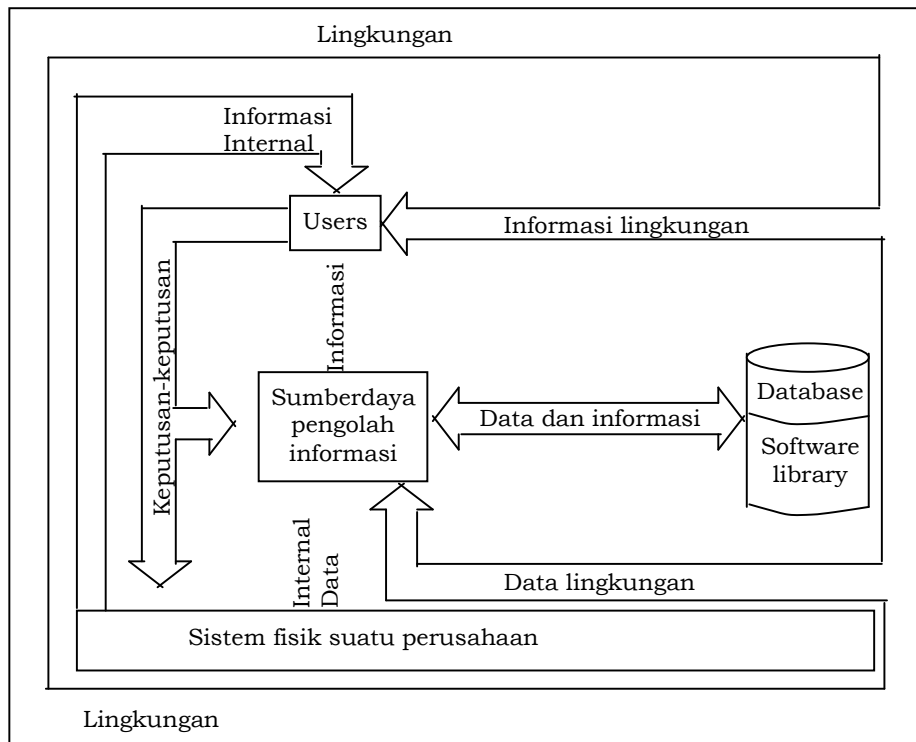 Lingkungan
Informasi
Internal
Users
Informasi lingkungan
Keputusan-keputusan
Informasi
Sumberdaya
pengolah
informasi
Data dan informasi
Database
Software
library
Internal
Data
Data lingkungan
Sistem fisik suatu perusahaan
Lingkungan